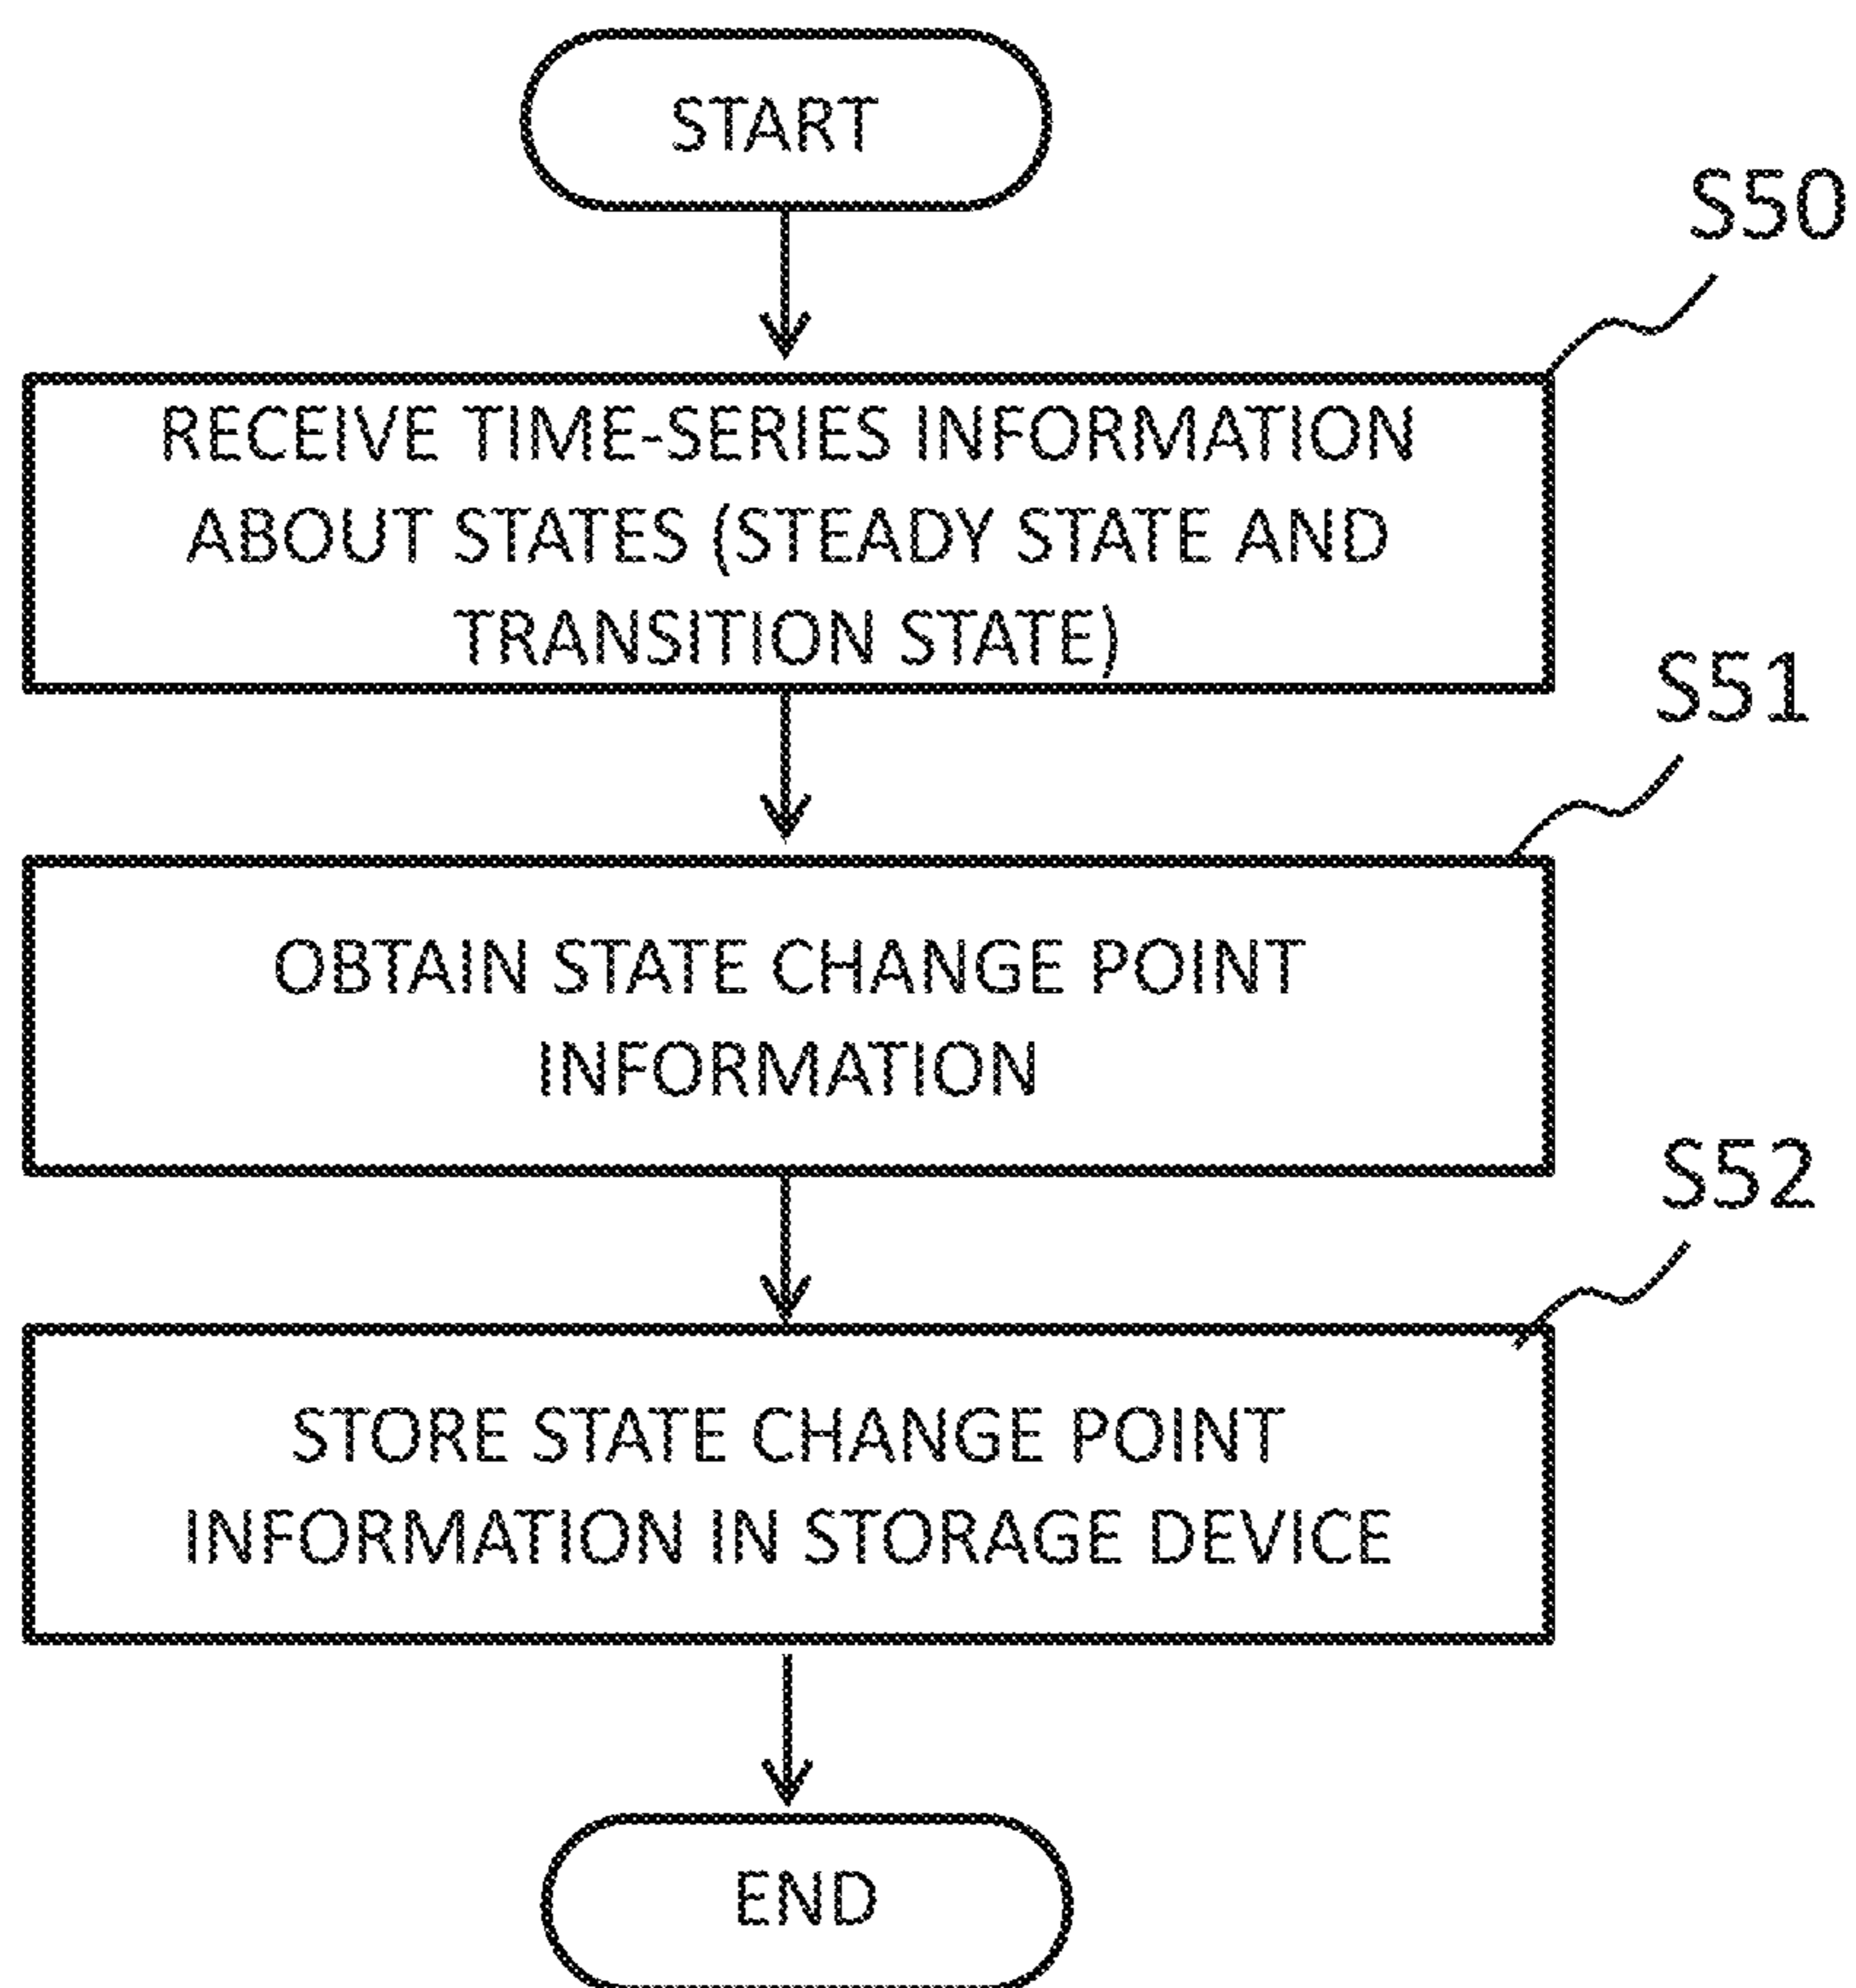 START
S50
RECEIVE TIME-SERIES INFORMATION
ABOUT STATES (STEADY STATE AND
TRANSITION STATE)
S51
OBTAIN STATE CHANGE POINT
INFORMATION
S52
STORE STATE CHANGE POINT
INFORMATION IN STORAGE DEVICE
END